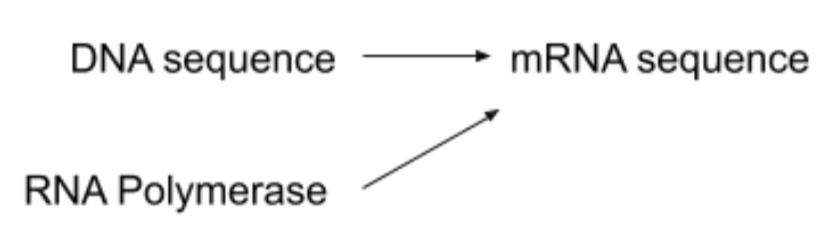 DNA sequence mRNA sequence
RNA Polymerase